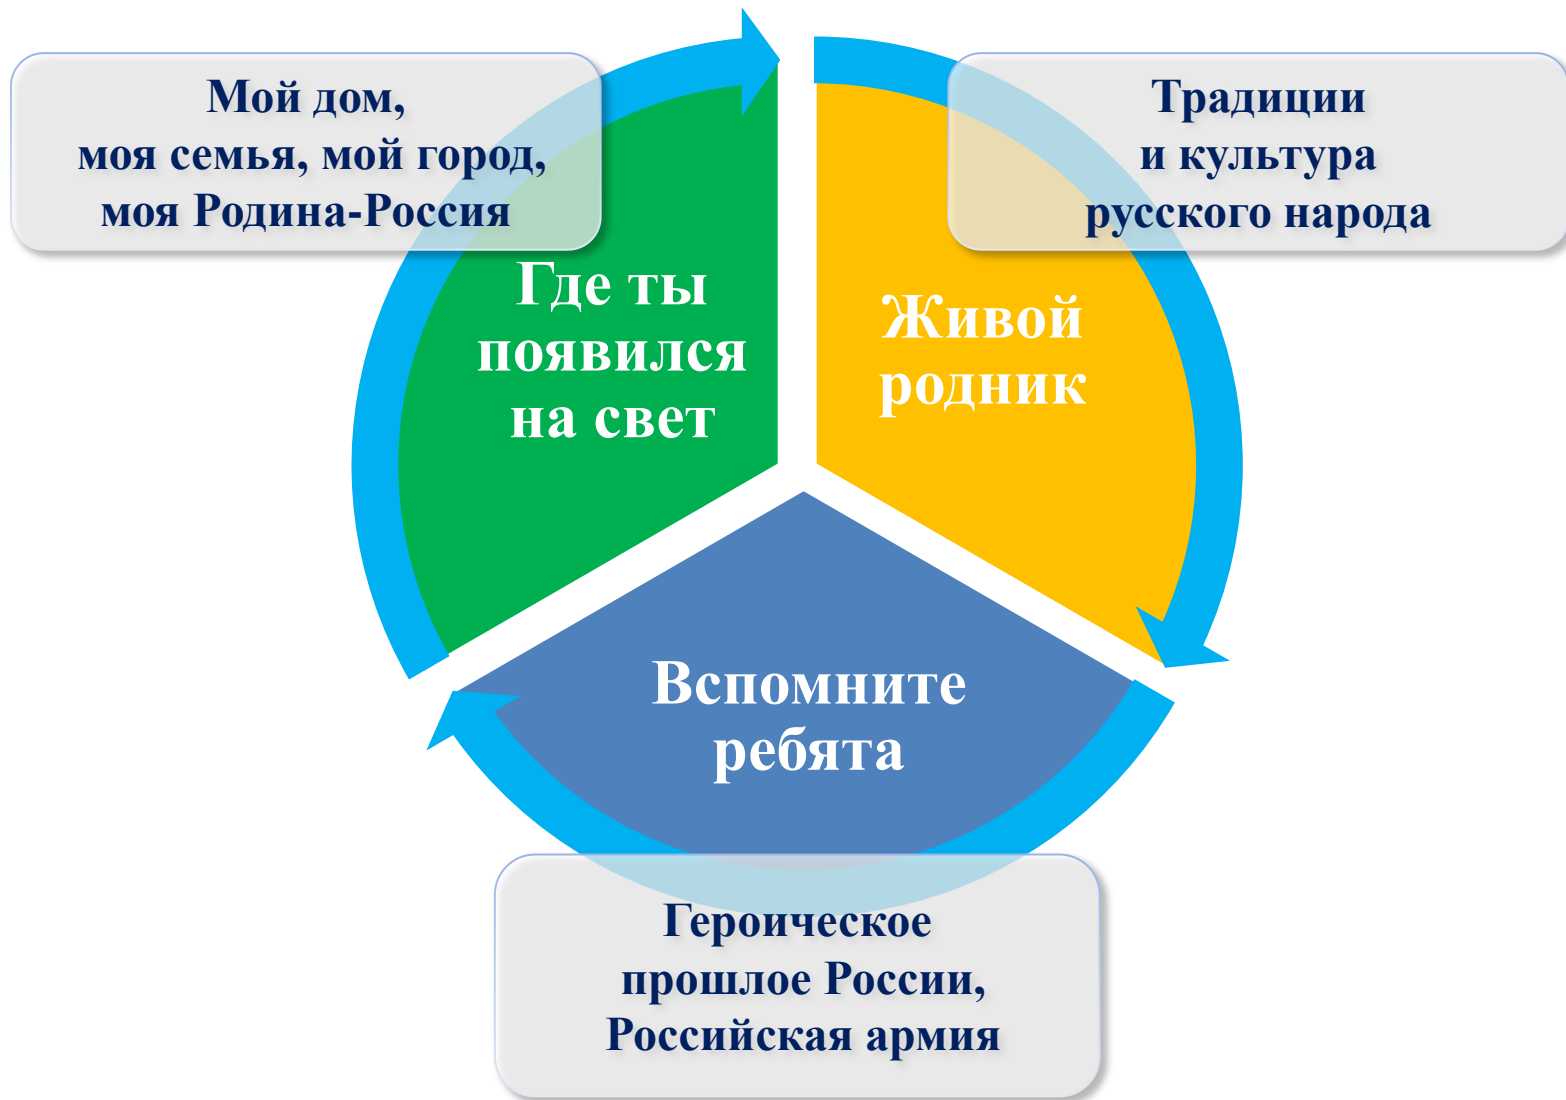 Мой дом,
моя семья, мой город,
моя Родина-Россия
Традиции
и культура
русского народа
Где ты
появился
на свет
Живой
родник
Вспомните
ребята
Героическое
прошлое России,
Российская армия